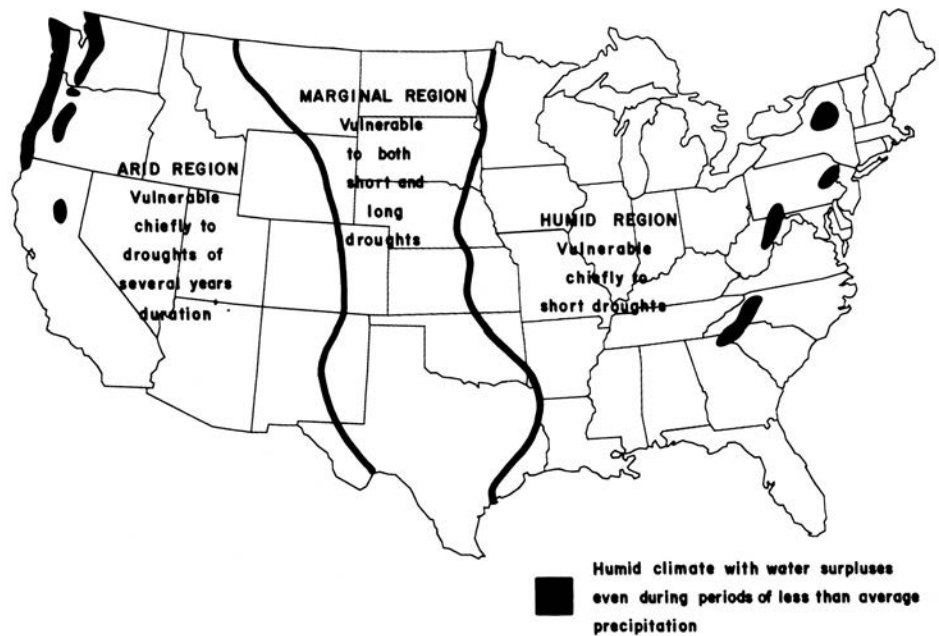 MARGINAL REGION
Vulnerable
to both
short and
long
droughts
ARID REGION
Vulnerable
chiefly to
droughts of
several years
duration
HUMID REGION
Vulnerable
chiefly to
short droughts
Humid climate with water surpluses
even during periods of less than average
precipitation